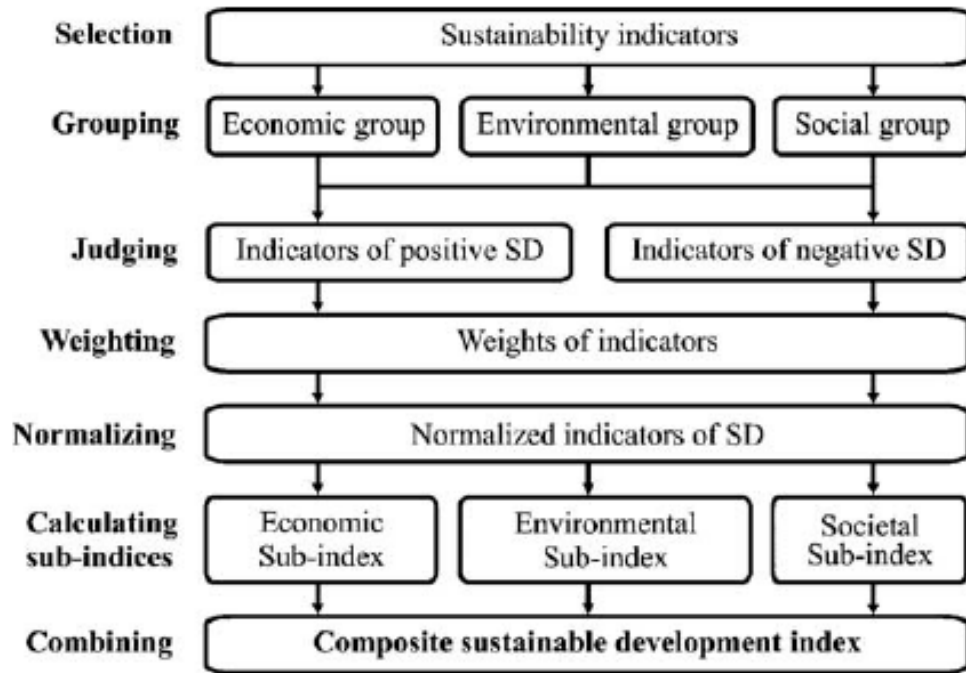 Selection
Sustainability indicators
Grouping
Economic group
Environmental group
Social group
Judging
Indicators of positive SD
Indicators of negative SD
Weighting
Weights of indicators
Normalizing
Normalized indicators of SD
Calculating
sub-indices
Economic
Sub-index
Environmental
Sub-index
Societal
Sub-index
Combining
Composite sustainable development index